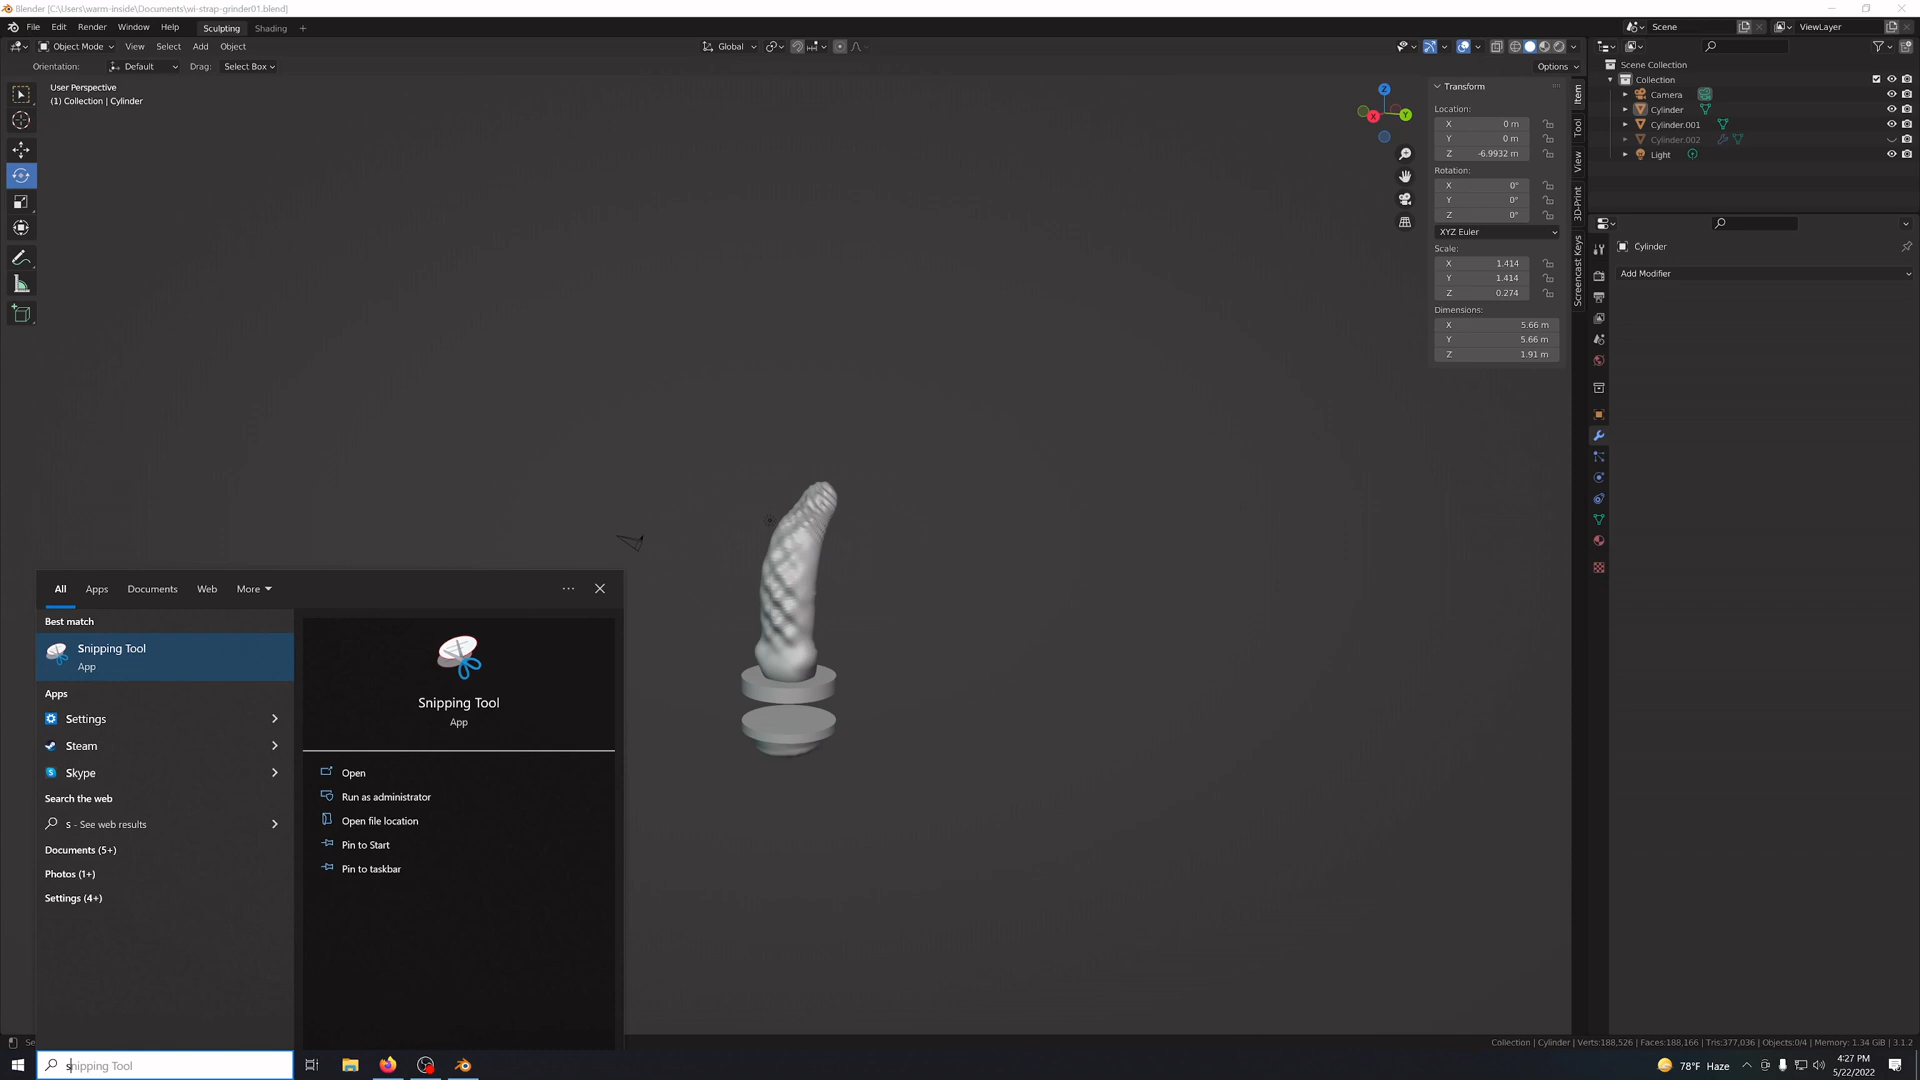 Blender [C:\Users\warm-inside\Documents\wi-strap-grinder01.blend]
File Edit Render Window Help Sculpting Shading Scene ViewLayer
Object Mode View Select Add Object Global
Orientation: Default Drag: Select Box Options
User Perspective
(1) Collection | Cylinder
Z
X
Y
Transform
Location:
X 0 m
Y 0 m
Z -6.9932 m
Rotation:
X 0°
Y 0°
Z 0°
XYZ Euler
Scale:
X 1.414
Y 1.414
Z 0.274
Dimensions:
X 5.66 m
Y 5.66 m
Z 1.91 m
Item
Tool
View
3D-Print
Screencast Keys
Scene Collection
Collection
Camera
Cylinder
Cylinder.001
Cylinder.002
Light
Cylinder
Add Modifier
All Apps Documents Web More
Best match
Snipping Tool
App
Apps
Settings
Steam
Skype
Search the web
s - See web results
Documents (5+)
Photos (1+)
Settings (4+)
Snipping Tool
App
Open
Run as administrator
Open file location
Pin to Start
Pin to taskbar
Se
Collection | Cylinder | Verts:188,526 | Faces:188,166 | Tris:377,036 | Objects:0/4 | Memory: 1.34 GiB | 3.1.2
snipping Tool
78°F Haze
4:27 PM
5/22/2022